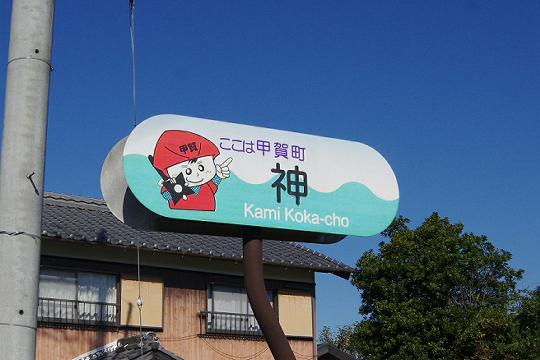 甲賀
ここは甲賀町
神
Kami Koka-cho